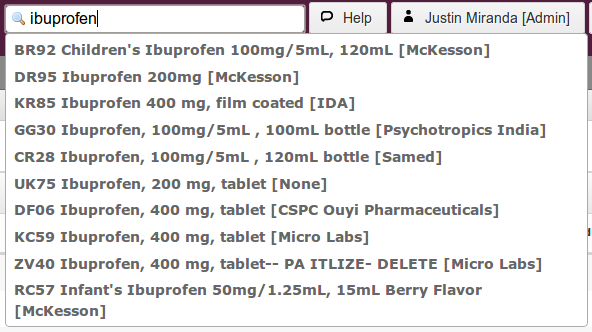 ibuprofen
Help
Justin Miranda [Admin]
BR92 Children's Ibuprofen 100mg/5mL, 120mL [McKesson]
DR95 Ibuprofen 200mg [McKesson]
KR85 Ibuprofen 400 mg, film coated [IDA]
GG30 Ibuprofen, 100mg/5mL , 100mL bottle [Psychotropics India]
CR28 Ibuprofen, 100mg/5mL , 120mL bottle [Samed]
UK75 Ibuprofen, 200 mg, tablet [None]
DF06 Ibuprofen, 400 mg, tablet [CSPC Ouyi Pharmaceuticals]
KC59 Ibuprofen, 400 mg, tablet [Micro Labs]
ZV40 Ibuprofen, 400 mg, tablet-- PA ITLIZE- DELETE [Micro Labs]
RC57 Infant's Ibuprofen 50mg/1.25mL, 15mL Berry Flavor
[McKesson]